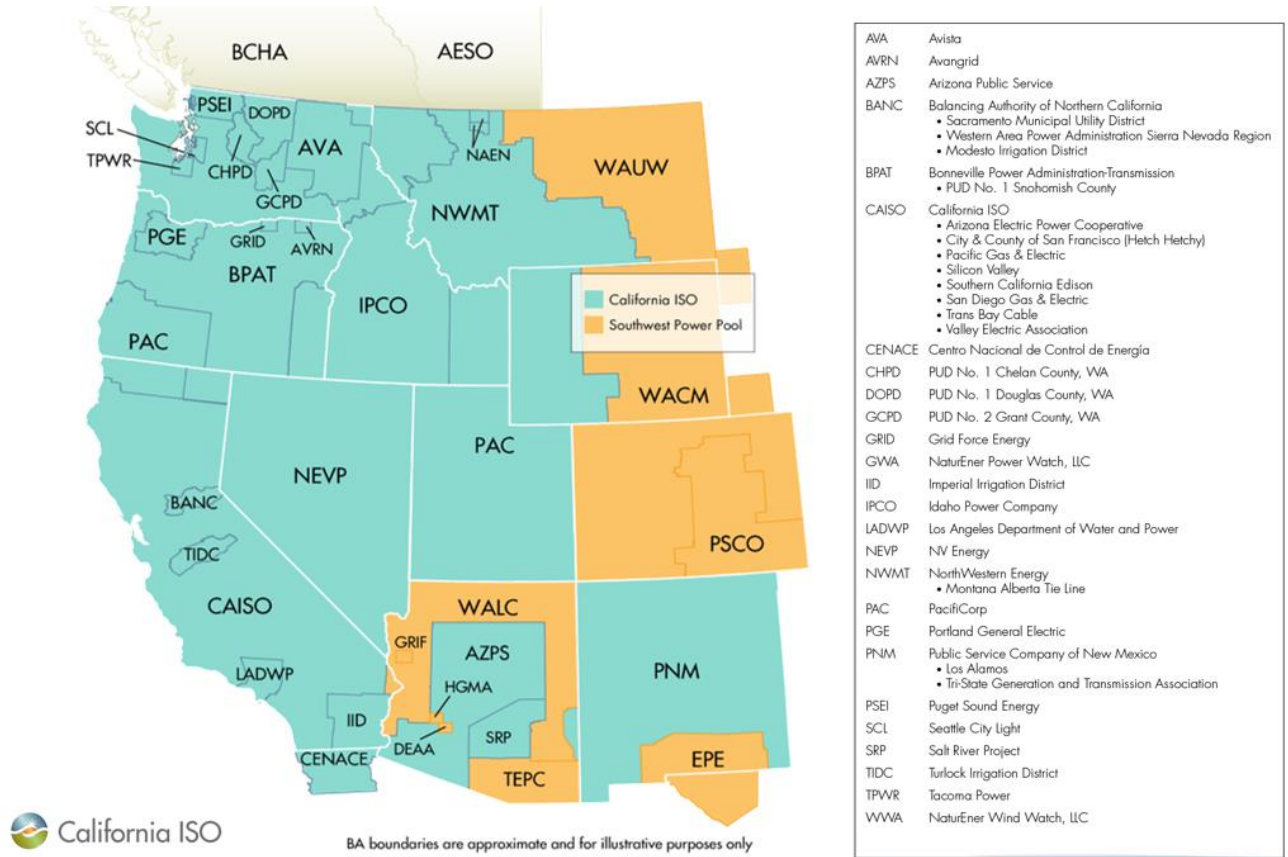 BCHA
AESO
PSEI
DOPD
SCL
TPWR
CHPD
AVA
GCPD
NAEN
WAUW
NWMT
PGE
GRID
AVRN
BPAT
IPCO
California ISO
Southwest Power Pool
PAC
WACM
NEVP
PAC
BANC
TIDC
PSCO
CAISO
WALC
GRIF
AZPS
LADWP
HGMA
PNM
IID
DEAA
SRP
CENACE
TEPC
EPE
California ISO
BA boundaries are approximate and for illustrative purposes only
AVA Avista
AVRN Avangrid
AZPS Arizona Public Service
BANC Balancing Authority of Northern California
• Sacramento Municipal Utility District
• Western Area Power Administration Sierra Nevada Region
• Modesto Irrigation District
BPAT Bonneville Power Administration-Transmission
• PUD No. 1 Snohomish County
CAISO California ISO
• Arizona Electric Power Cooperative
• City & County of San Francisco (Hetch Hetchy)
• Pacific Gas & Electric
• Silicon Valley
• Southern California Edison
• San Diego Gas & Electric
• Trans Bay Cable
• Valley Electric Association
CENACE Centro Nacional de Control de Energía
CHPD PUD No. 1 Chelan County, WA
DOPD PUD No. 1 Douglas County, WA
GCPD PUD No. 2 Grant County, WA
GRID Grid Force Energy
GWA NaturEner Power Watch, LLC
IID Imperial Irrigation District
IPCO Idaho Power Company
LADWP Los Angeles Department of Water and Power
NEVP NV Energy
NWMT NorthWestern Energy
• Montana Alberta Tie Line
PAC PacifiCorp
PGE Portland General Electric
PNM Public Service Company of New Mexico
• Los Alamos
• Tri-State Generation and Transmission Association
PSEI Puget Sound Energy
SCL Seattle City Light
SRP Salt River Project
TIDC Turlock Irrigation District
TPWR Tacoma Power
WWA NaturEner Wind Watch, LLC